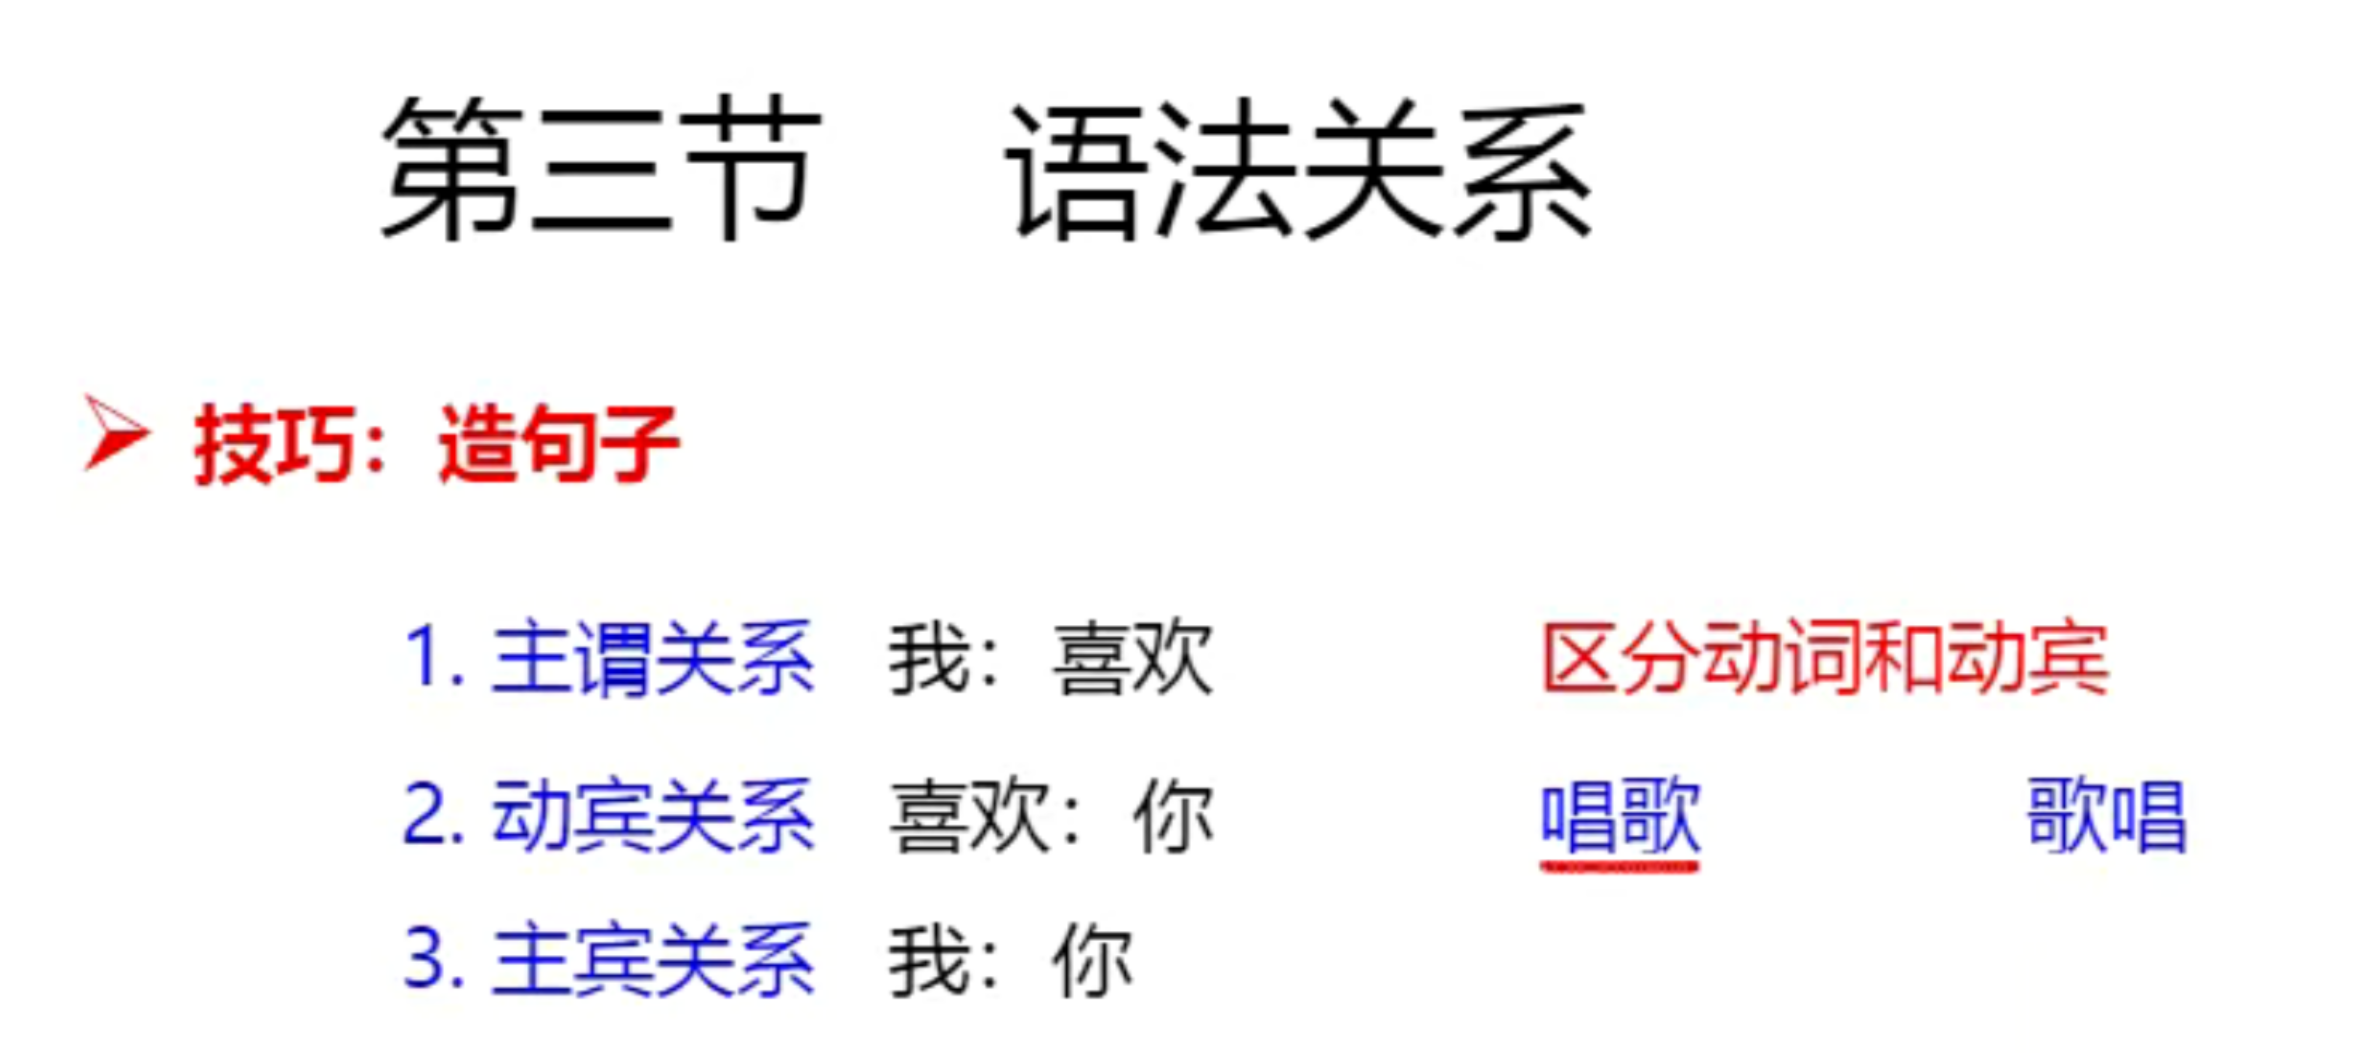 第三节 语法关系
技巧：造句子
1. 主谓关系 我：喜欢 区分动词和动宾
2. 动宾关系 喜欢：你 唱歌 歌唱
3. 主宾关系 我：你